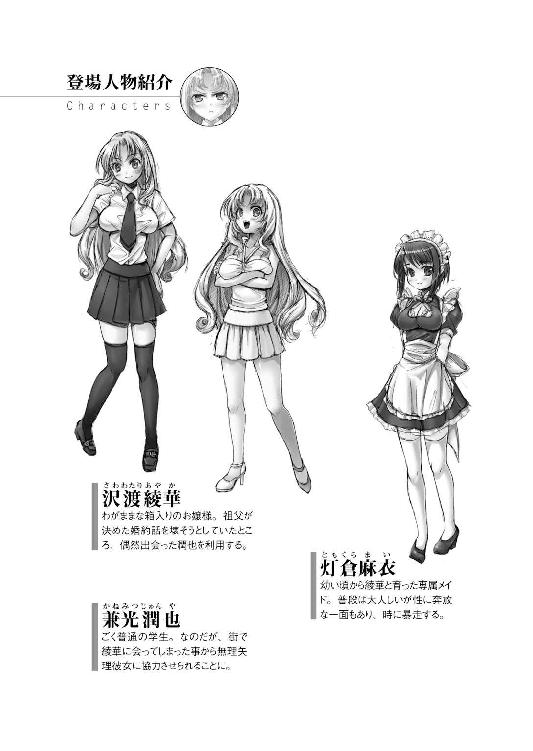 登場人物紹介
Characters
さわわたりあやか
沢渡綾華
わがままな箱入りのお嬢様。祖父が
決めた婚約話を壊そうとしていたとこ
ろ、偶然出会った潤也を利用する。
ともくらまい
灯倉麻衣
幼い頃から綾華と育った専属メイ
ド。普段は大人しいが性に奔放
な一面もあり、時に暴走する。
かねみつじゅんや
兼光潤也
ごく普通の学生。なのだが、街で
綾華に会ってしまった事から無理矢
理彼女に協力させられることに。